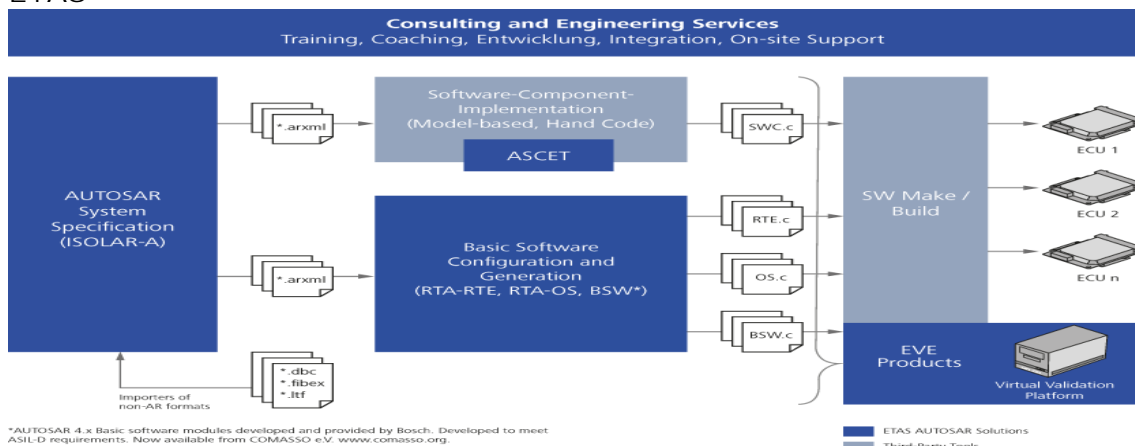 ETAS
Consulting and Engineering Services
Training, Coaching, Entwicklung, Integration, On-site Support
AUTOSAR
System
Specification
(ISOLAR-A)
*.arxml
Software-Component-
Implementation
(Model-based, Hand Code)
ASCET
SWC.c
*.arxml
Basic Software
Configuration and
Generation
(RTA-RTE, RTA-OS, BSW*)
RTE.c
OS.c
BSW.c
SW Make /
Build
ECU 1
ECU 2
ECU n
EVE
Products
Virtual Validation
Platform
*.dbc
*.fibex
*.ltf
Importers of
non-AR formats
*AUTOSAR 4.x Basic software modules developed and provided by Bosch. Developed to meet
ASIL-D requirements. Now available from COMASSO e.V. www.comasso.org.
ETAS AUTOSAR Solutions
Third-Party Tools